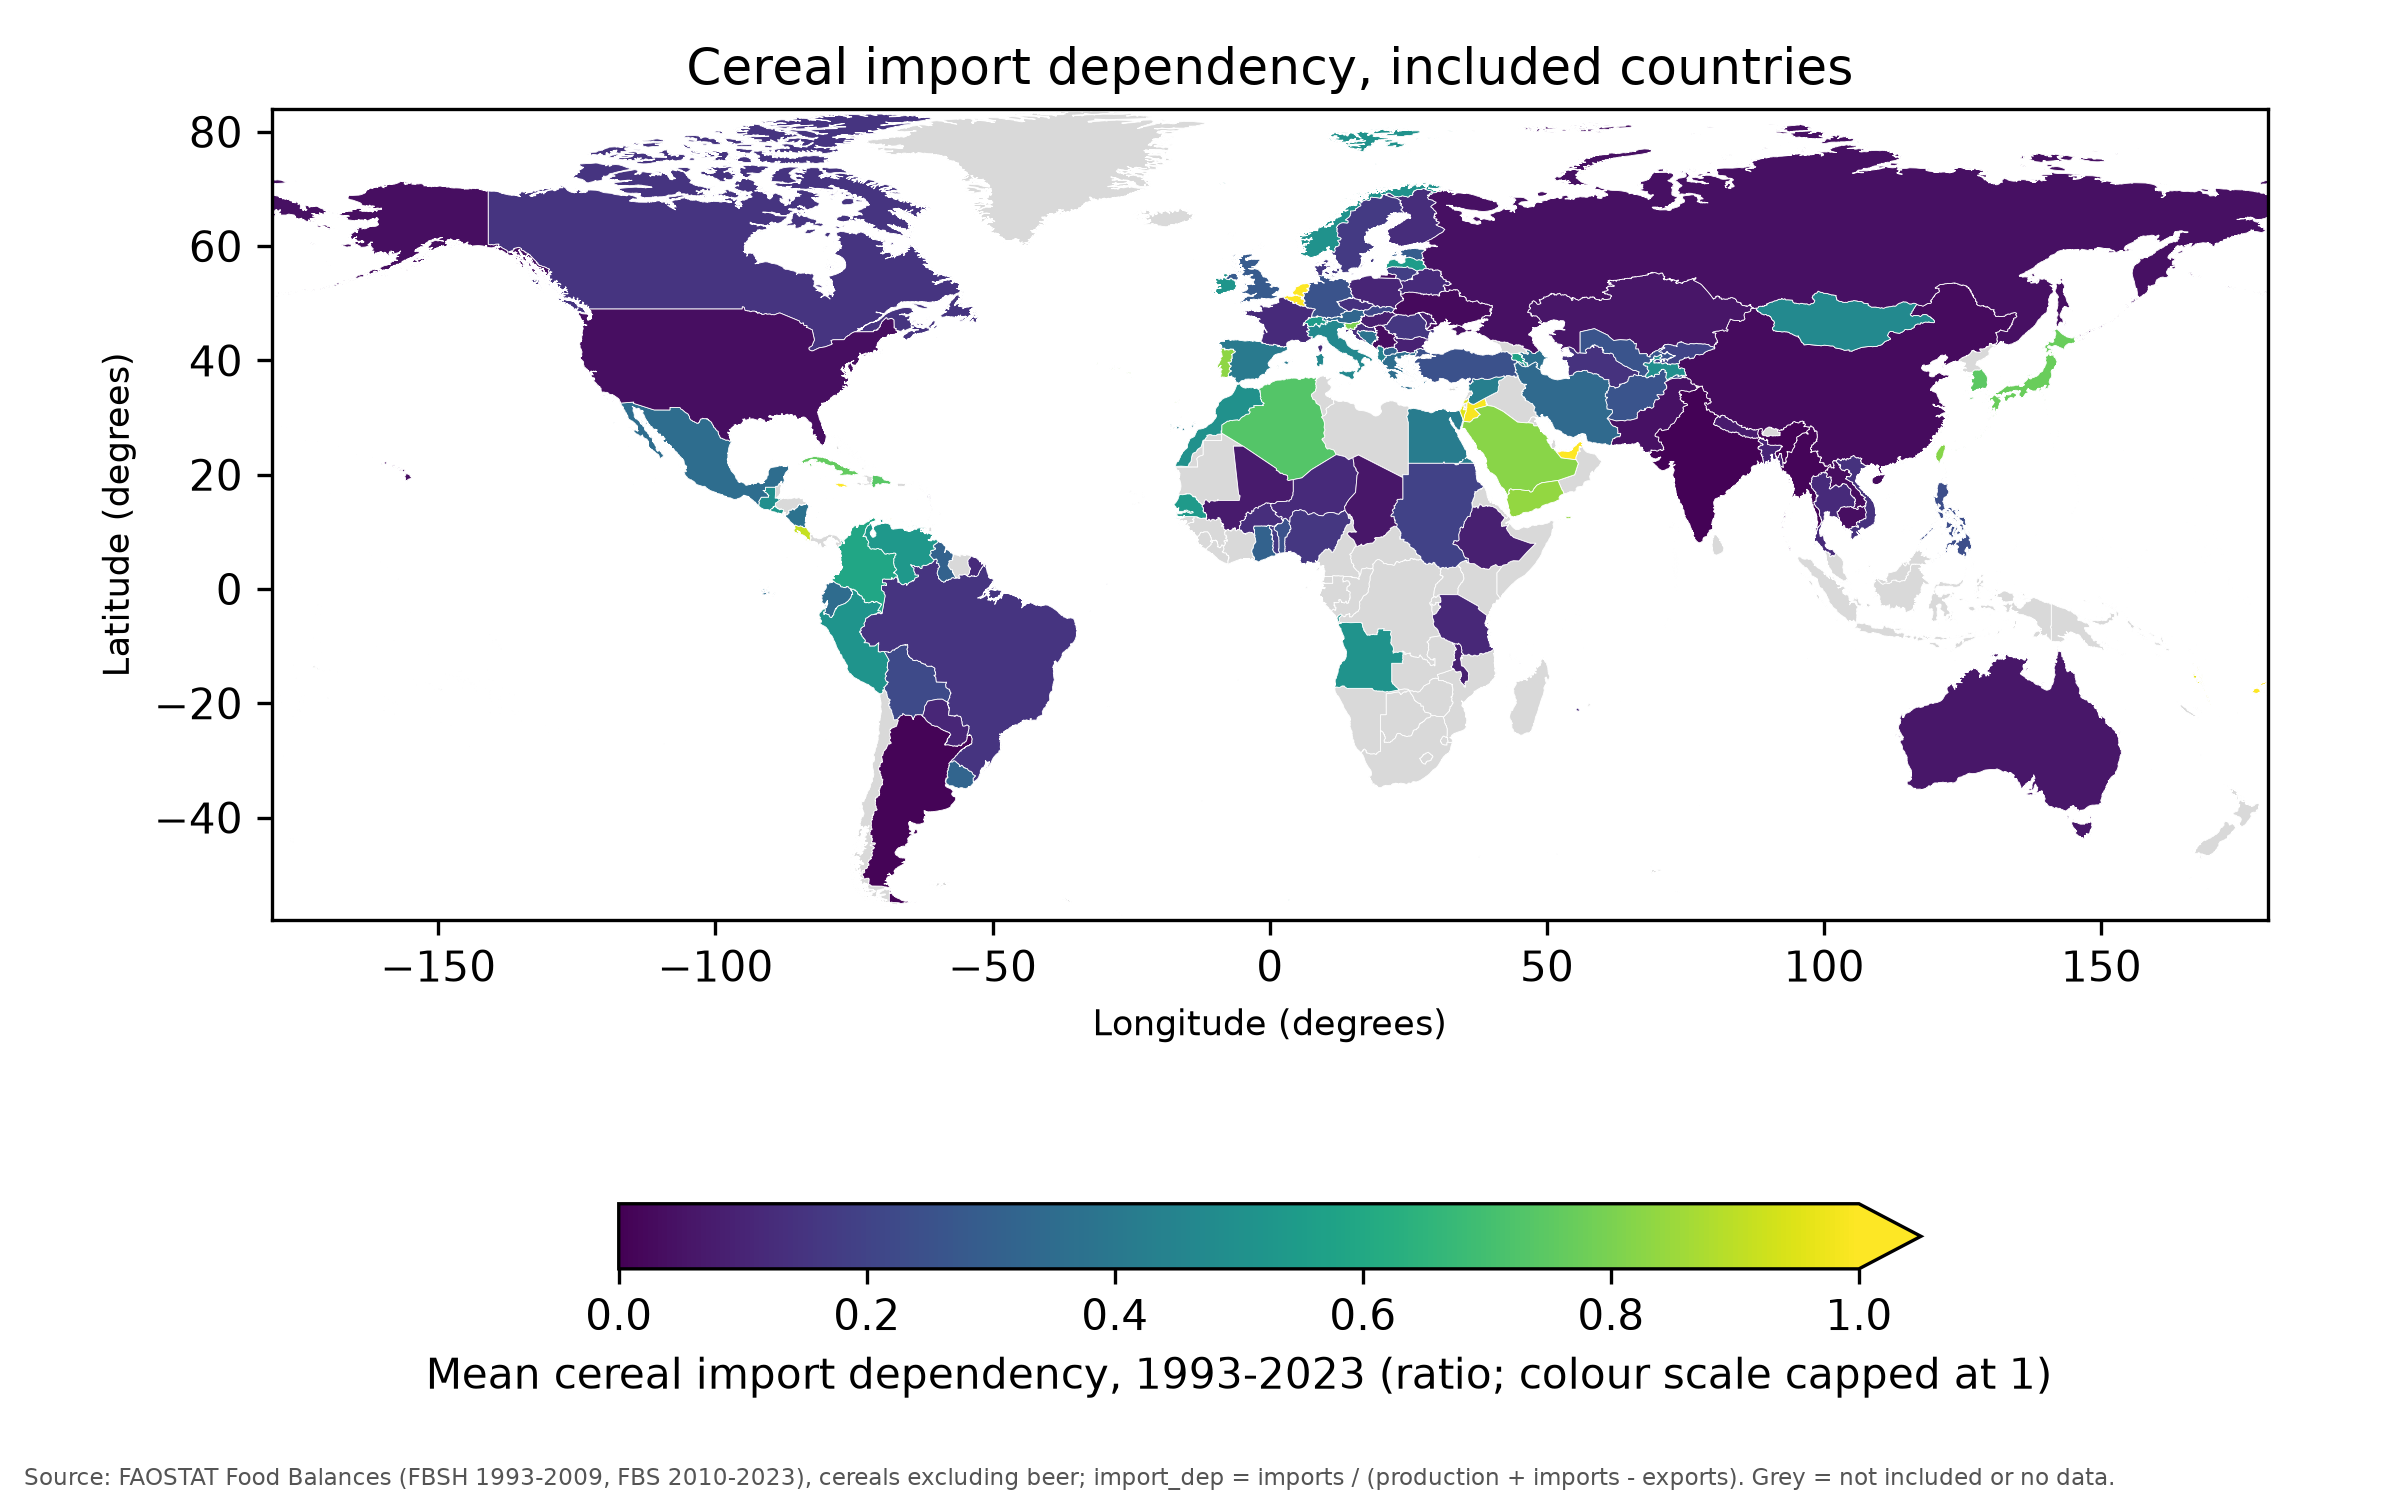 Cereal import dependency, included countries
80
60
40
20
0
−20
−40
Latitude (degrees)
−150 −100 −50 0 50 100 150
Longitude (degrees)
0.0 0.2 0.4 0.6 0.8 1.0
Mean cereal import dependency, 1993-2023 (ratio; colour scale capped at 1)
Source: FAOSTAT Food Balances (FBSH 1993-2009, FBS 2010-2023), cereals excluding beer; import_dep = imports / (production + imports - exports). Grey = not included or no data.